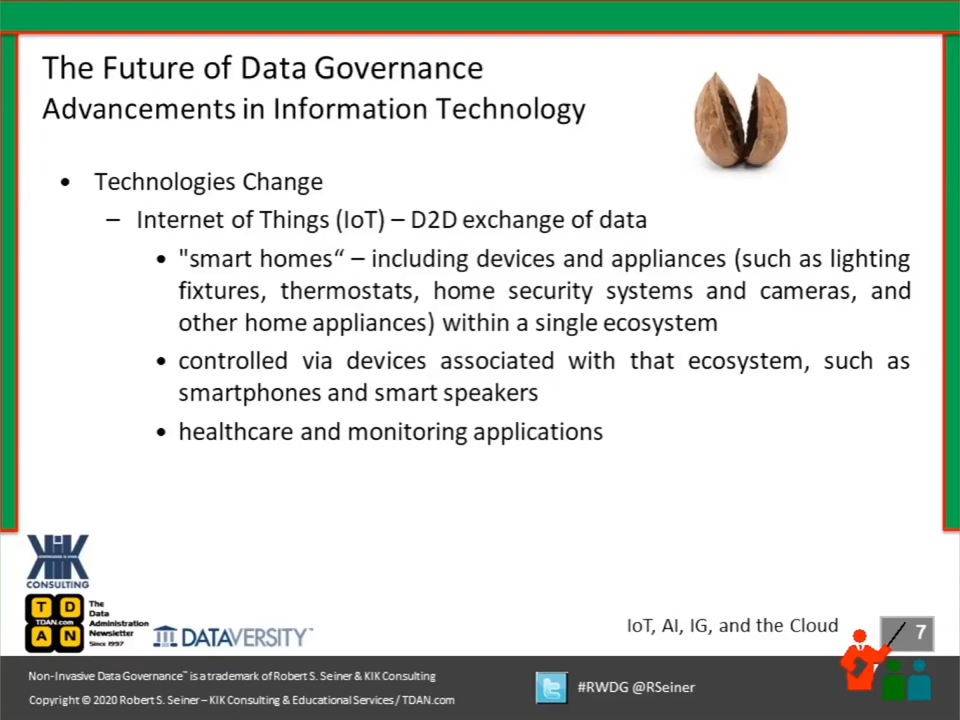 The Future of Data Governance
Advancements in Information Technology
• Technologies Change
– Internet of Things (IoT) – D2D exchange of data
• "smart homes“ – including devices and appliances (such as lighting
fixtures, thermostats, home security systems and cameras, and
other home appliances) within a single ecosystem
• controlled via devices associated with that ecosystem, such as
smartphones and smart speakers
• healthcare and monitoring applications
KIK
CONSULTING
T D
TDAN.com
A N
The
Data
Administration
Newsletter
Since 1997
DATAVERSITY™
IoT, AI, IG, and the Cloud
7
Non-Invasive Data Governance™ is a trademark of Robert S. Seiner & KIK Consulting
Copyright © 2020 Robert S. Seiner – KIK Consulting & Educational Services / TDAN.com
#RWDG @RSeiner